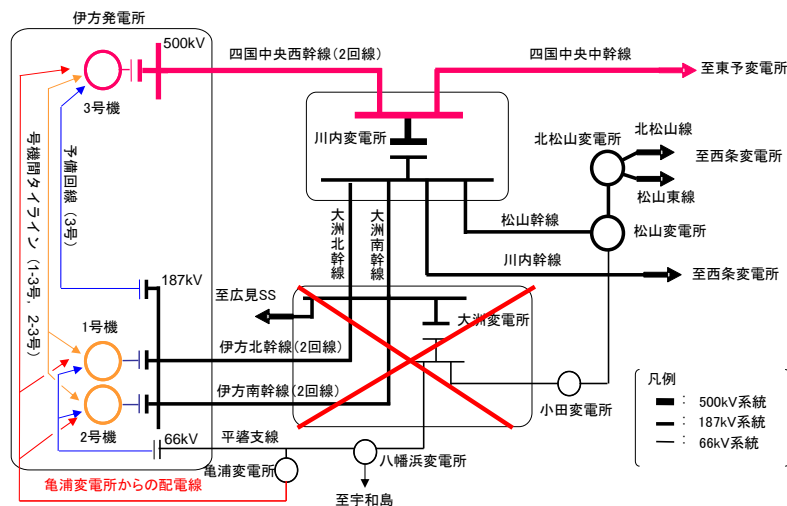 伊方発電所
500kV
3号機
四国中央西幹線(2回線)
四国中央中幹線
至東予変電所
川内変電所
北松山変電所
北松山線
至西条変電所
松山東線
松山幹線
松山変電所
川内幹線
至西条変電所
大洲北幹線
大洲南幹線
号機間タイライン(1-3号, 2-3号)
予備回線(3号)
187kV
至広見SS
大洲変電所
1号機
伊方北幹線(2回線)
2号機
伊方南幹線(2回線)
小田変電所
66kV
平碆支線
亀浦変電所
八幡浜変電所
亀浦変電所からの配電線
至宇和島
凡例
: 500kV系統
: 187kV系統
: 66kV系統